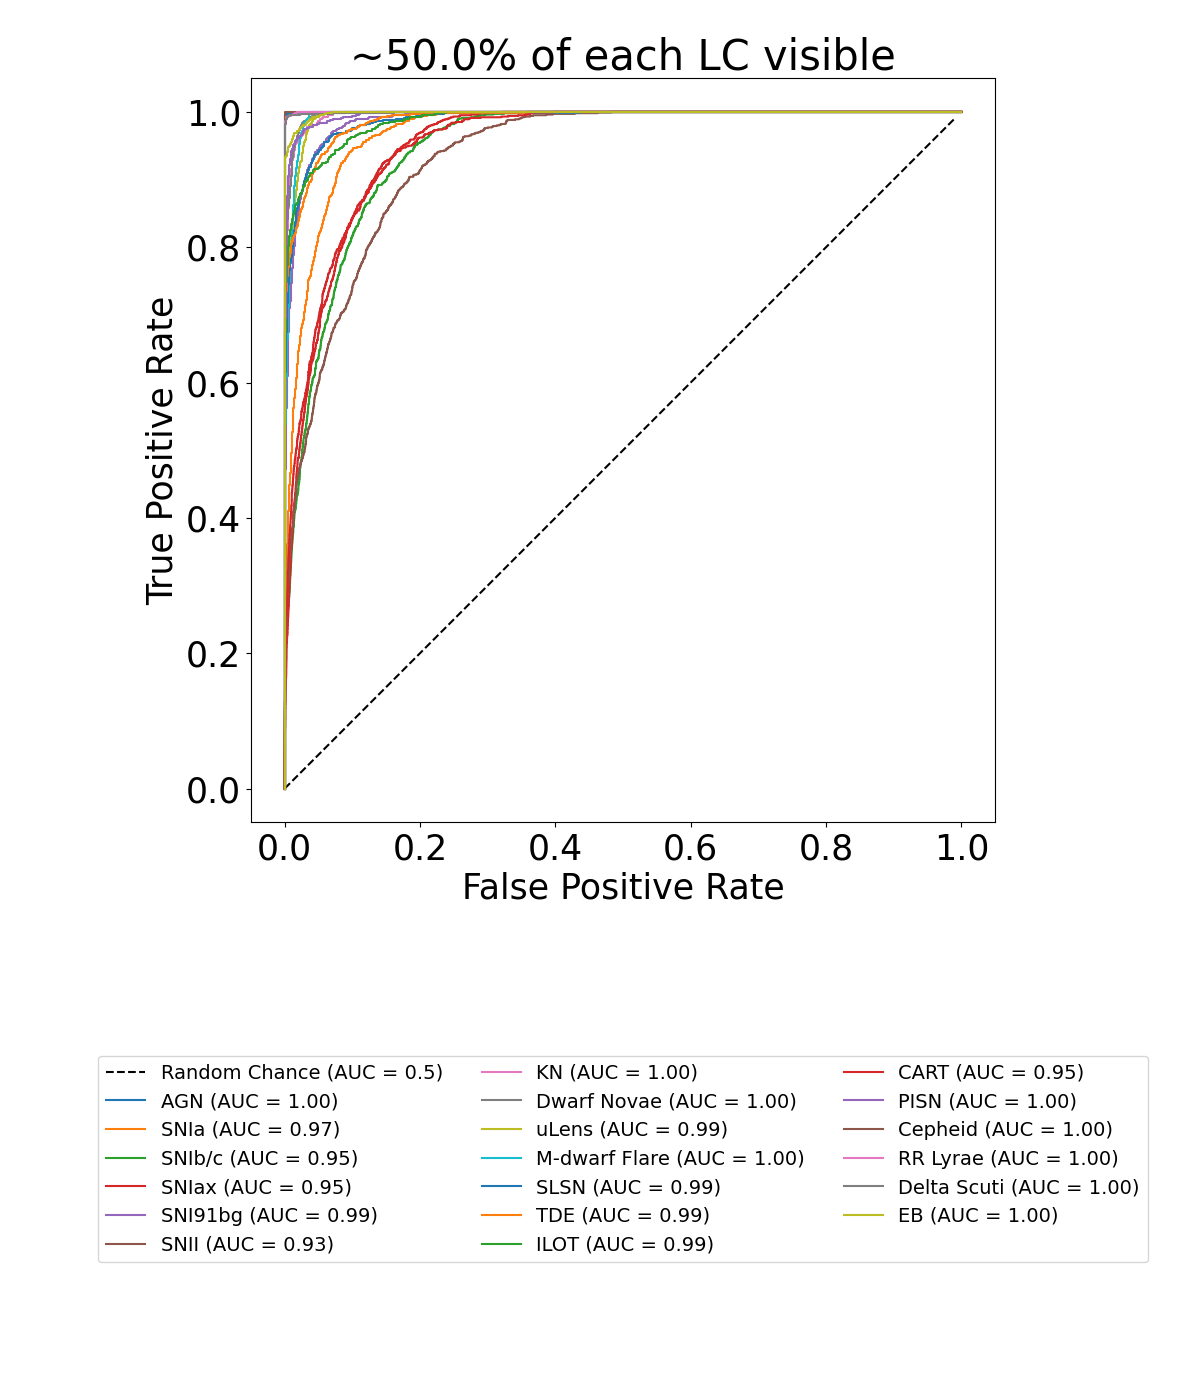 ~50.0% of each LC visible
True Positive Rate
1.0
0.8
0.6
0.4
0.2
0.0
0.0 0.2 0.4 0.6 0.8 1.0
False Positive Rate
Random Chance (AUC = 0.5)
AGN (AUC = 1.00)
SNIa (AUC = 0.97)
SNIb/c (AUC = 0.95)
SNIax (AUC = 0.95)
SNI91bg (AUC = 0.99)
SNII (AUC = 0.93)
KN (AUC = 1.00)
Dwarf Novae (AUC = 1.00)
uLens (AUC = 0.99)
M-dwarf Flare (AUC = 1.00)
SLSN (AUC = 0.99)
TDE (AUC = 0.99)
ILOT (AUC = 0.99)
CART (AUC = 0.95)
PISN (AUC = 1.00)
Cepheid (AUC = 1.00)
RR Lyrae (AUC = 1.00)
Delta Scuti (AUC = 1.00)
EB (AUC = 1.00)